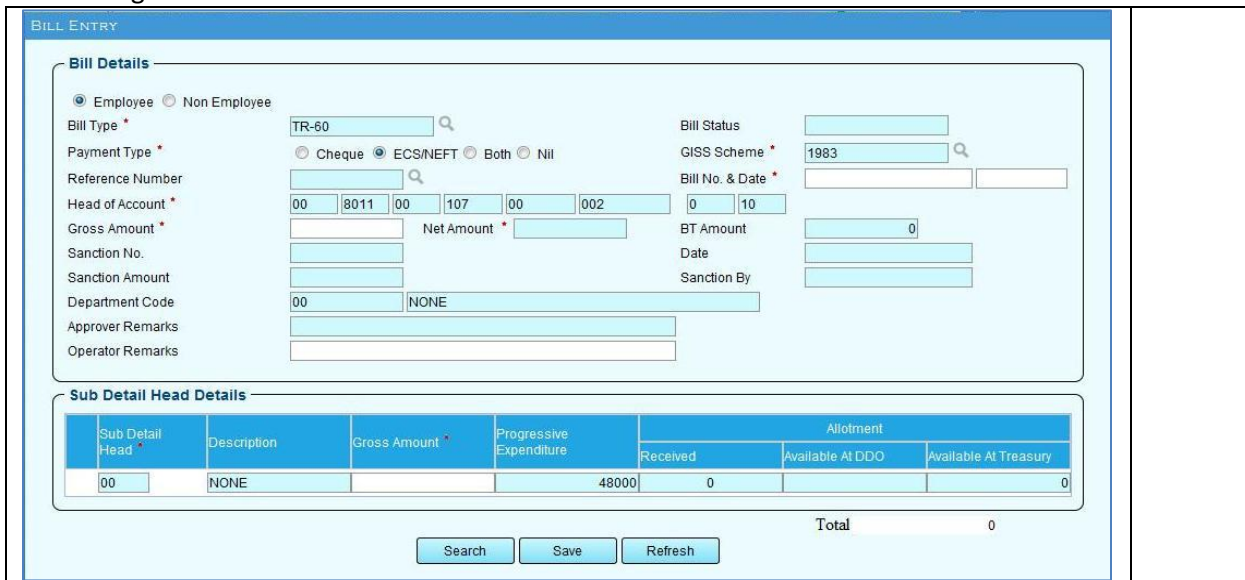 BILL ENTRY
Bill Details
Employee Non Employee
Bill Type * TR-60 Bill Status
Payment Type * Cheque ECS/NEFT Both Nil GISS Scheme * 1983
Reference Number Bill No. & Date *
Head of Account * 00 8011 00 107 00 002 0 10
Gross Amount * Net Amount * BT Amount 0
Sanction No. Date
Sanction Amount Sanction By
Department Code 00 NONE
Approver Remarks
Operator Remarks
Sub Detail Head Details
Sub Detail Head * Description Gross Amount * Progressive Expenditure Allotment
Received Available At DDO Available At Treasury
00 NONE 48000 0 0
Total 0
Search Save Refresh